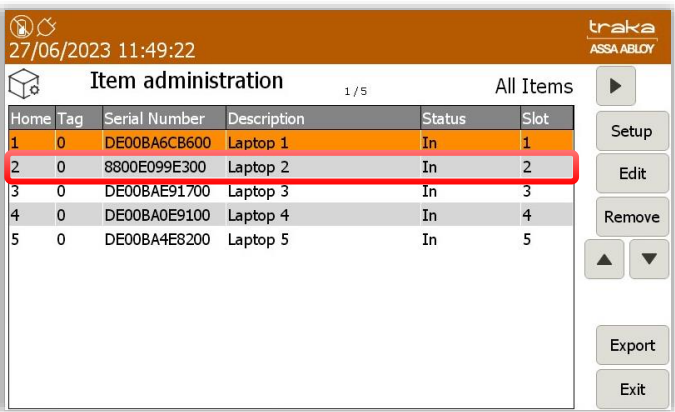 traka
27/06/2023 11:49:22
ASSA ABLOY
Item administration 1/5 All Items
Home Tag Serial Number Description Status Slot
1 0 DE00BA6CB600 Laptop 1 In 1
2 0 8800E099E300 Laptop 2 In 2
3 0 DE00BAE91700 Laptop 3 In 3
4 0 DE00BA0E9100 Laptop 4 In 4
5 0 DE00BA4E8200 Laptop 5 In 5
Setup
Edit
Remove
Export
Exit